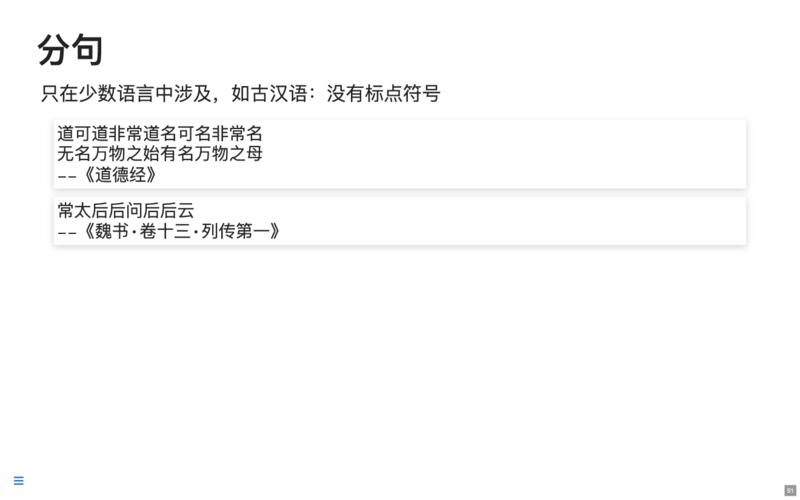 分句
只在少数语言中涉及，如古汉语：没有标点符号
道可道非常道名可名非常名
无名万物之始有名万物之母
--《道德经》
常太后后问后后云
--《魏书·卷十三·列传第一》
51